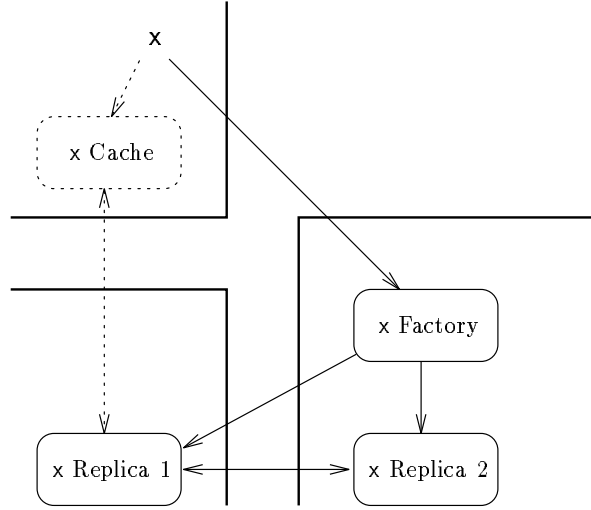 x
x Cache
x Factory
x Replica 1
x Replica 2